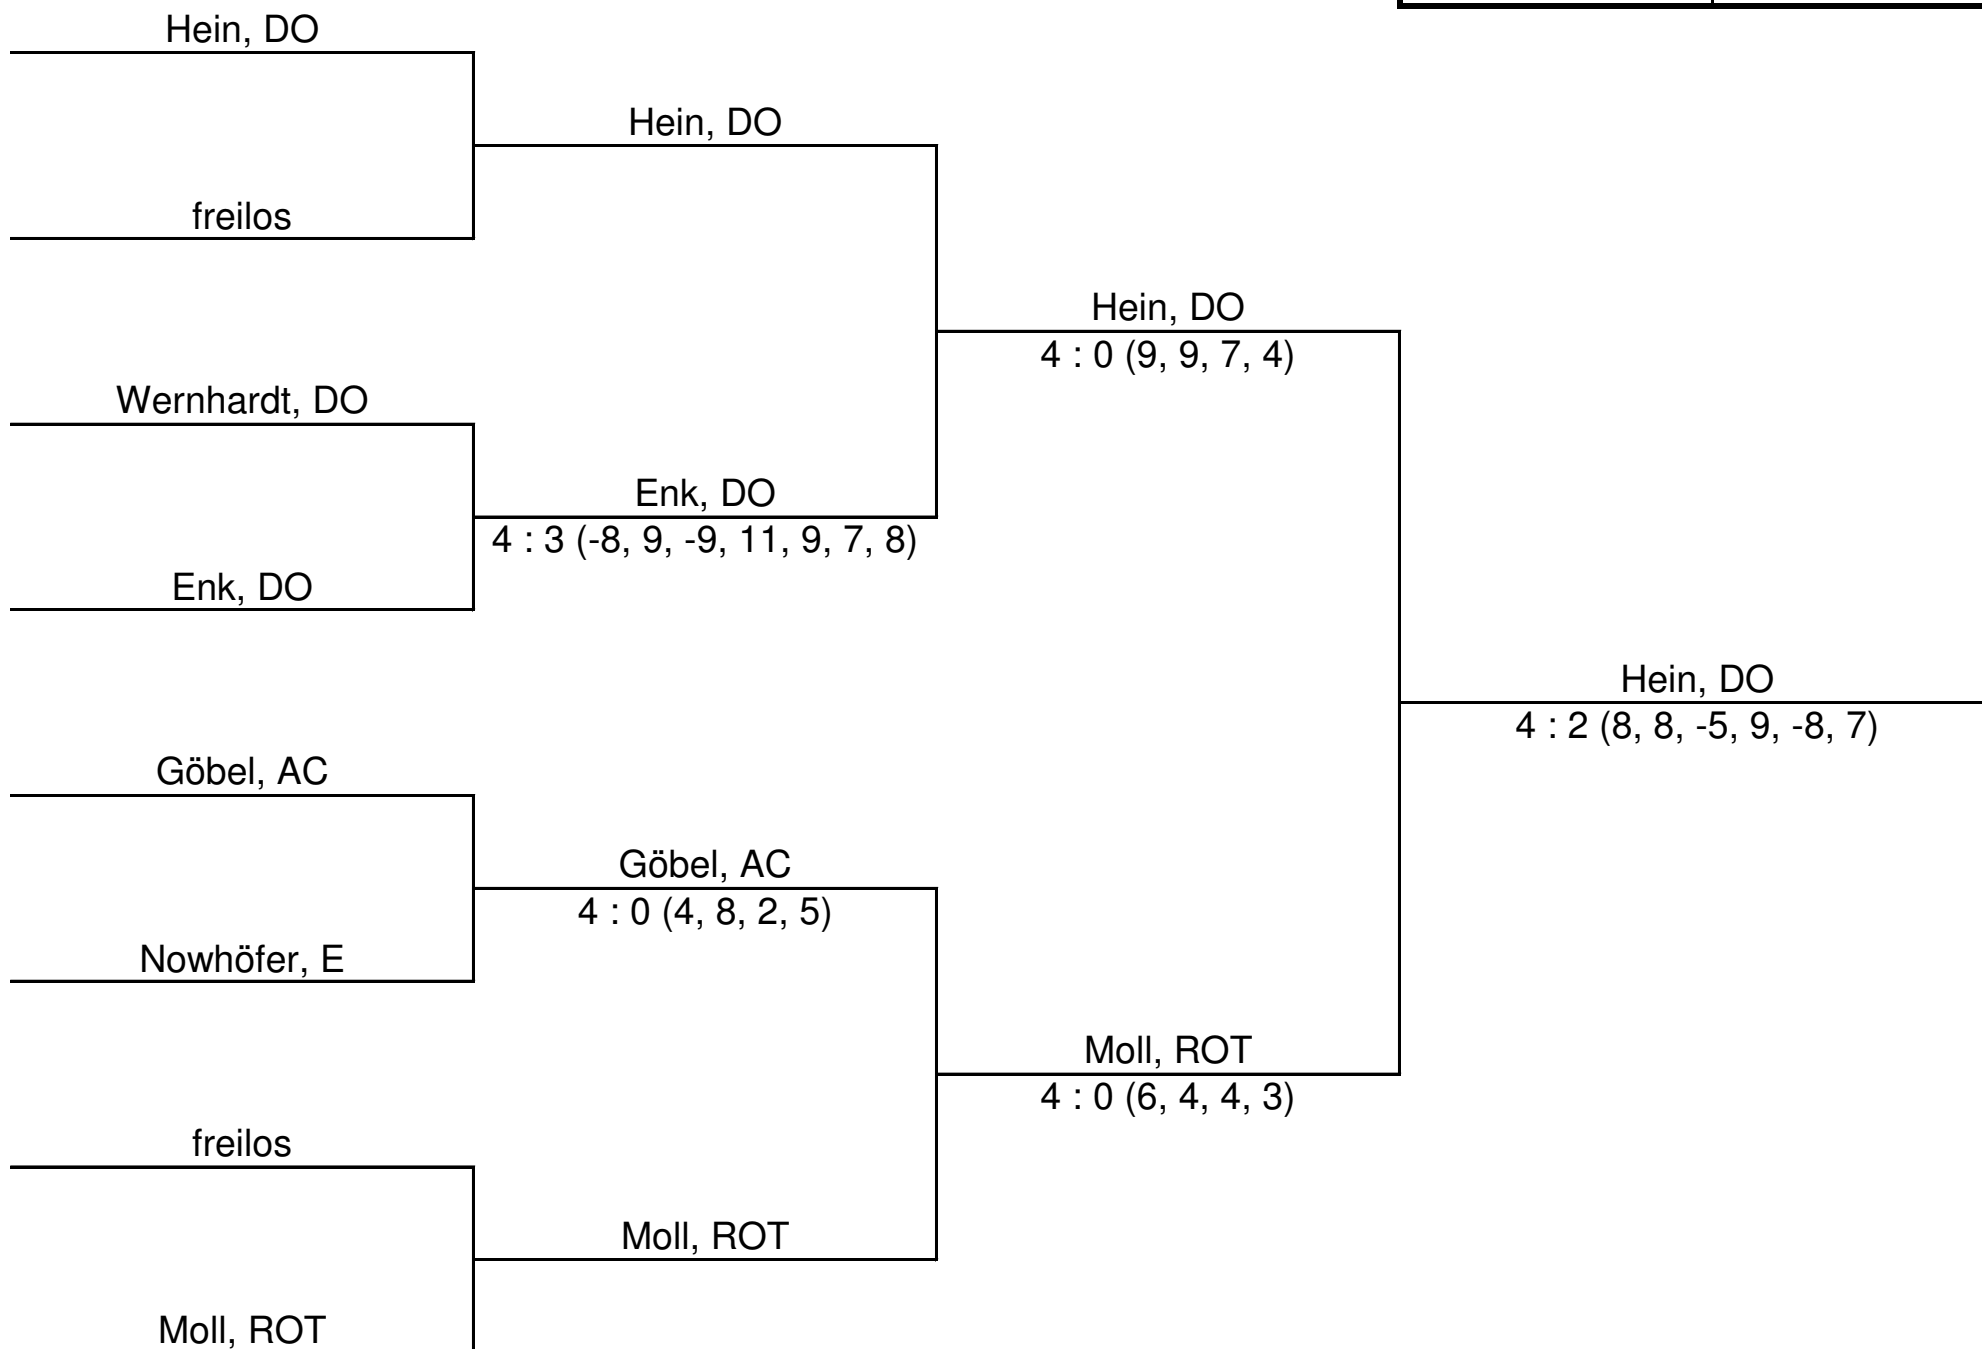 Hein, DO
Hein, DO
freilos
Hein, DO
4 : 0 (9, 9, 7, 4)
Wernhardt, DO
Enk, DO
4 : 3 (-8, 9, -9, 11, 9, 7, 8)
Enk, DO
Hein, DO
4 : 2 (8, 8, -5, 9, -8, 7)
Göbel, AC
Göbel, AC
4 : 0 (4, 8, 2, 5)
Nowhöfer, E
Moll, ROT
4 : 0 (6, 4, 4, 3)
freilos
Moll, ROT
Moll, ROT